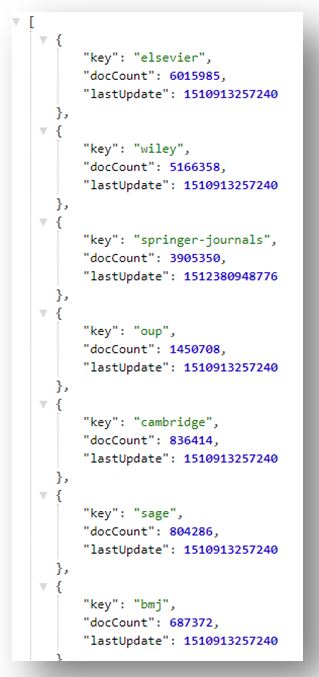 [
{
"key": "elsevier",
"docCount": 6015985,
"lastUpdate": 1510913257240
},
{
"key": "wiley",
"docCount": 5166358,
"lastUpdate": 1510913257240
},
{
"key": "springer-journals",
"docCount": 3905350,
"lastUpdate": 1512380948776
},
{
"key": "oup",
"docCount": 1450708,
"lastUpdate": 1510913257240
},
{
"key": "cambridge",
"docCount": 836414,
"lastUpdate": 1510913257240
},
{
"key": "sage",
"docCount": 804286,
"lastUpdate": 1510913257240
},
{
"key": "bmj",
"docCount": 687372,
"lastUpdate": 1510913257240
}